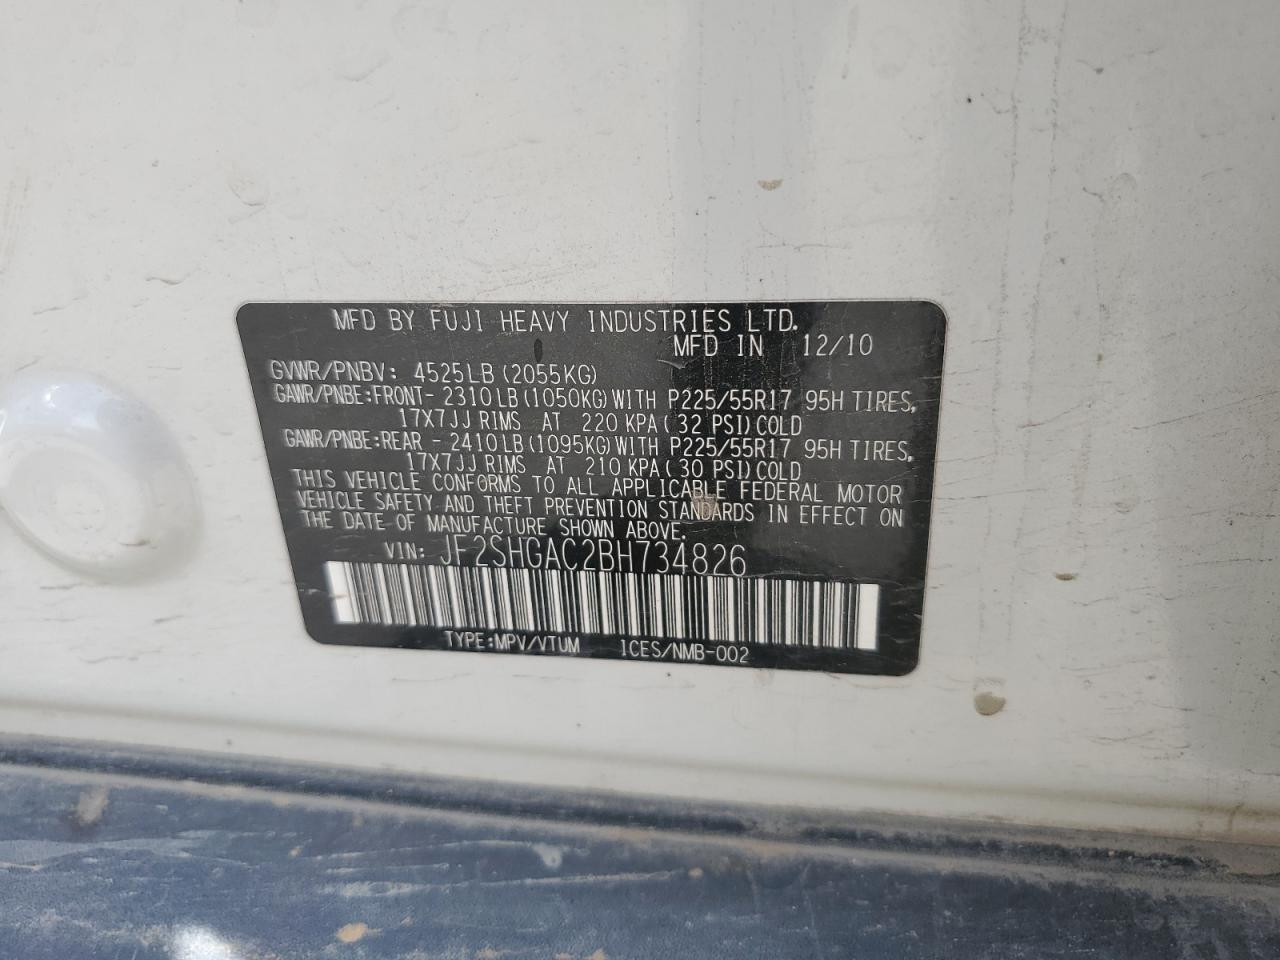 MFD BY FUJI HEAVY INDUSTRIES LTD.
MFD IN 12/10
GVWR/PNBV: 4525LB (2055KG)
GAWR/PNBE:FRONT- 2310LB(1050KG)WITH P225/55R17 95H TIRES,
17X7JJ RIMS AT 220 KPA(32 PSI)COLD
GAWR/PNBE:REAR - 2410LB(1095KG)WITH P225/55R17 95H TIRES,
17X7JJ RIMS AT 210 KPA(30 PSI)COLD
THIS VEHICLE CONFORMS TO ALL APPLICABLE FEDERAL MOTOR
VEHICLE SAFETY AND THEFT PREVENTION STANDARDS IN EFFECT ON
THE DATE OF MANUFACTURE SHOWN ABOVE.
VIN: JF2SHGAC2BH734826
TYPE:MPV/VTUM ICES/NMB-002